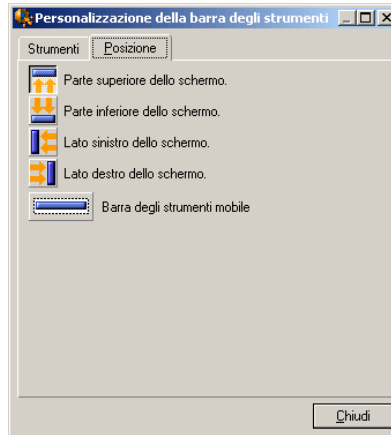 Personalizzazione della barra degli strumenti
Strumenti Posizione
Parte superiore dello schermo.
Parte inferiore dello schermo.
Lato sinistro dello schermo.
Lato destro dello schermo.
Barra degli strumenti mobile
Chiudi